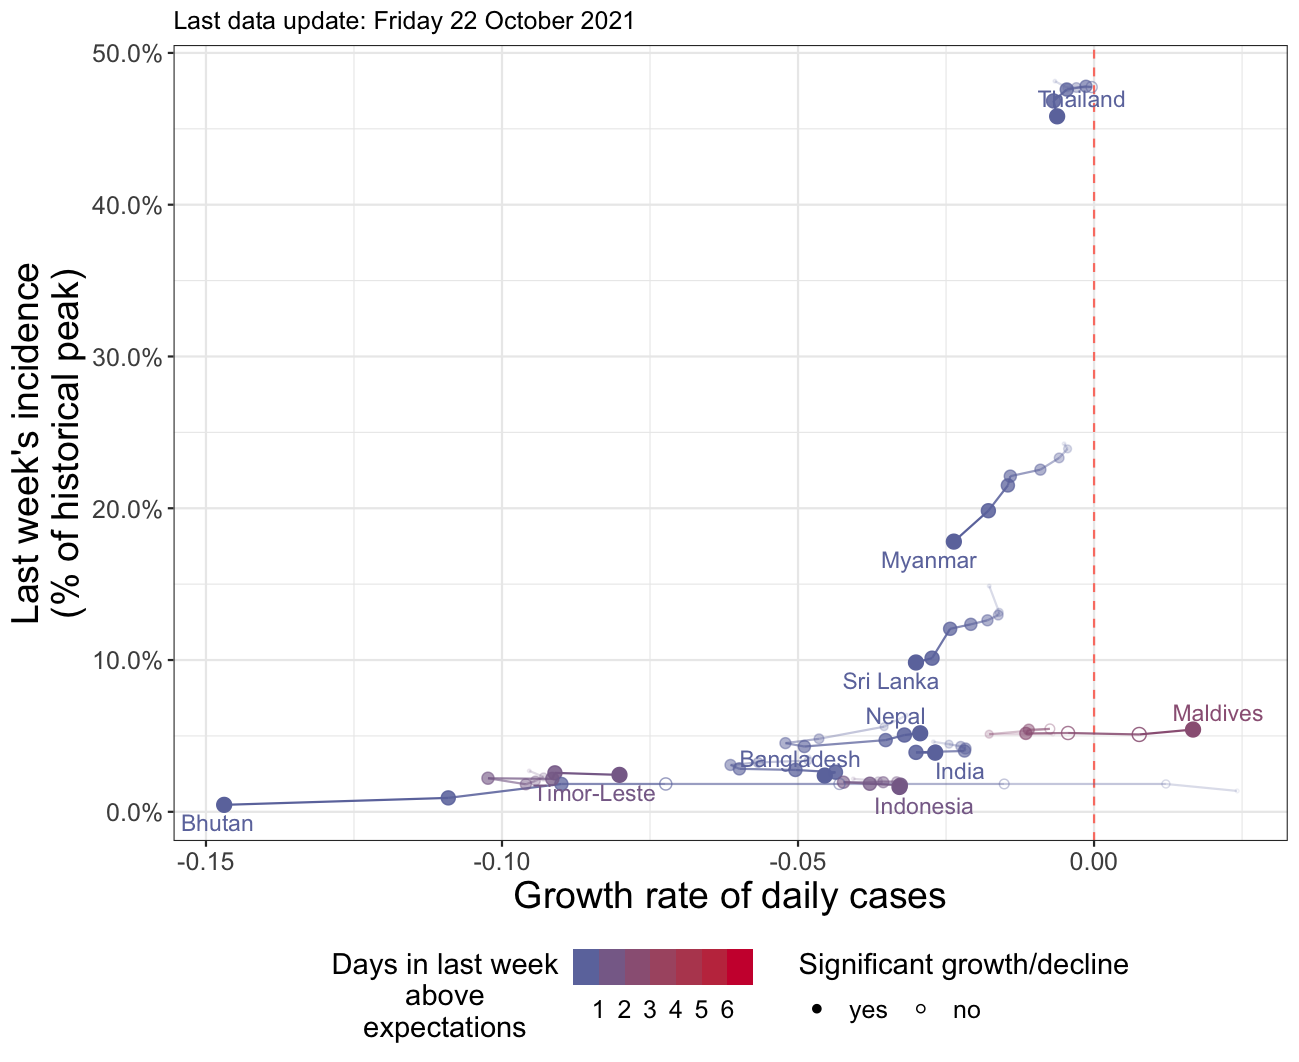 Last data update: Friday 22 October 2021
50.0%
40.0%
30.0%
20.0%
10.0%
0.0%
Last week's incidence
(% of historical peak)
Thailand
Myanmar
Sri Lanka
Nepal
Maldives
Bangladesh
India
Timor-Leste
Indonesia
Bhutan
-0.15
-0.10
-0.05
0.00
Growth rate of daily cases
Days in last week
above
expectations
1 2 3 4 5 6
Significant growth/decline
yes no